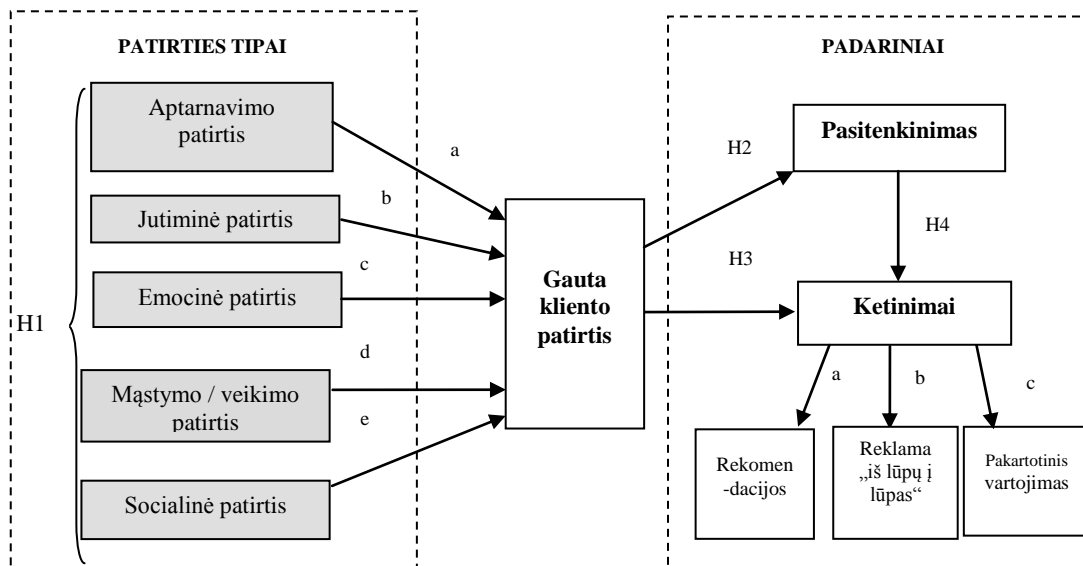 PATIRTIES TIPAI
H1
Aptarnavimo
patirtis
Jutiminė patirtis
Emocinė patirtis
Mąstymo / veikimo
patirtis
Socialinė patirtis
a
b
c
d
e
Gauta
kliento
patirtis
PADARINIAI
H2
H3
Pasitenkinimas
H4
Ketinimai
a
b
c
Rekomen
-dacijos
Reklama
„iš lūpų į
lūpas“
Pakartotinis
vartojimas